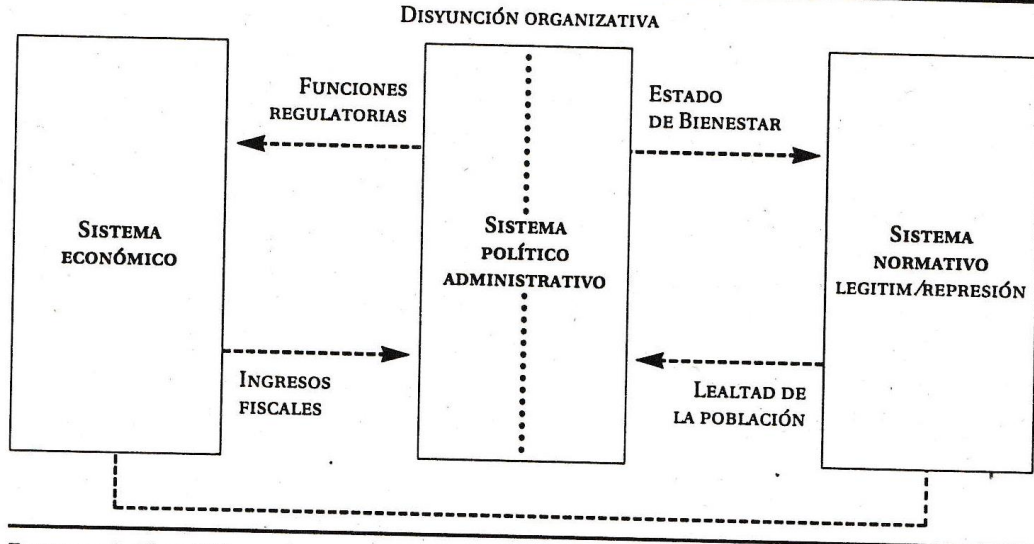 DISYUNCIÓN ORGANIZATIVA
FUNCIONES
REGULATORIAS
ESTADO
DE BIENESTAR
SISTEMA
ECONÓMICO
SISTEMA
POLÍTICO
ADMINISTRATIVO
SISTEMA
NORMATIVO
LEGITIM/REPRESIÓN
INGRESOS
FISCALES
LEALTAD DE
LA POBLACIÓN